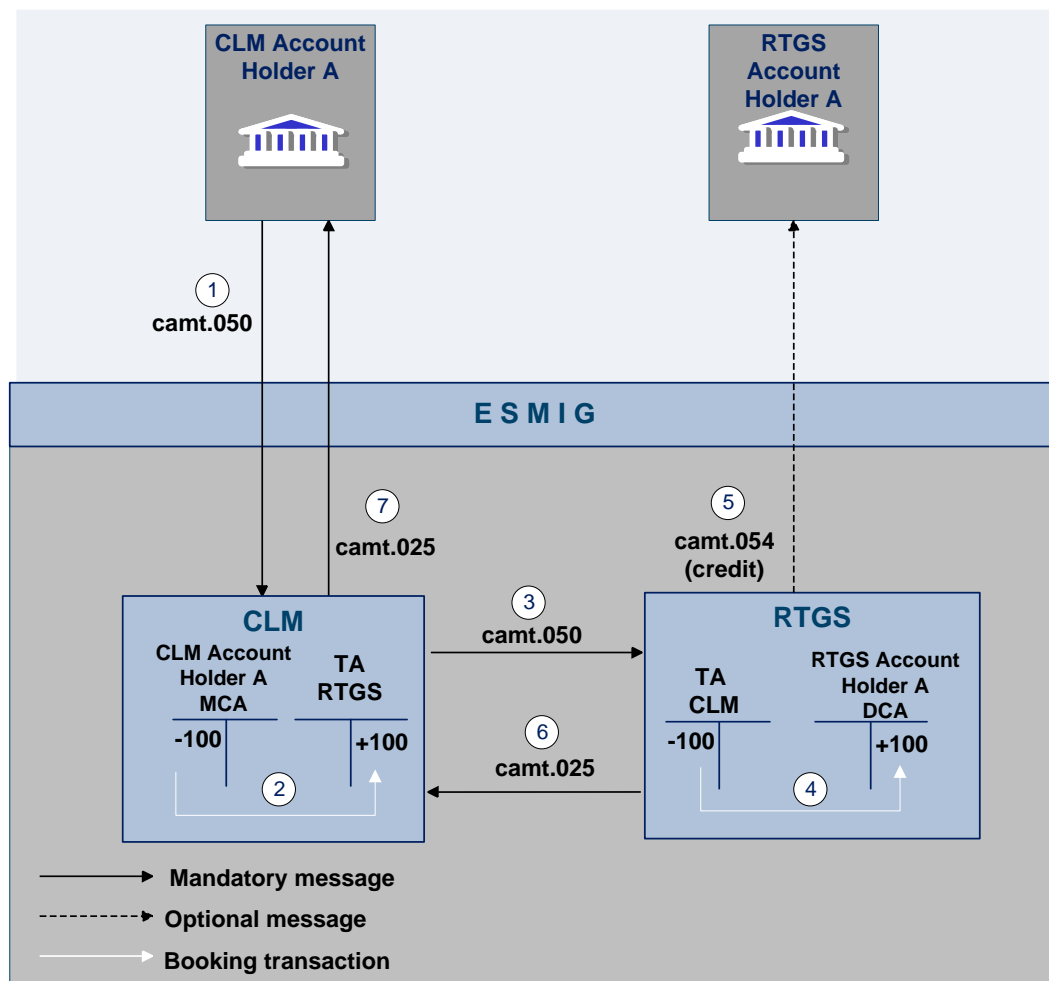 CLM Account
Holder A
RTGS
Account
Holder A
1
camt.050
E S M I G
7
camt.025
5
camt.054
(credit)
3
camt.050
CLM
CLM Account
Holder A
MCA
TA
RTGS
-100
+100
2
6
camt.025
RTGS
TA
CLM
RTGS Account
Holder A
DCA
-100
+100
4
Mandatory message
Optional message
Booking transaction